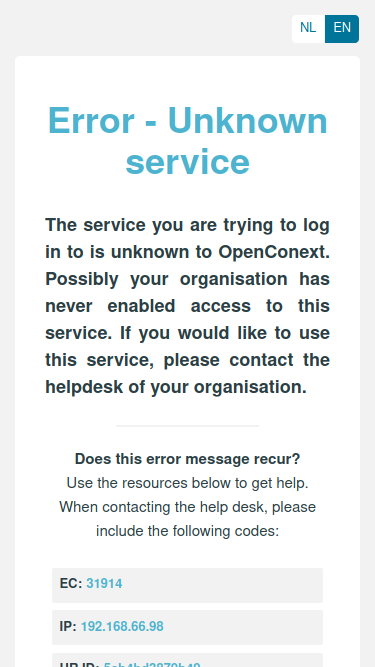 NL EN
Error - Unknown
service
The service you are trying to log
in to is unknown to OpenConext.
Possibly your organisation has
never enabled access to this
service. If you would like to use
this service, please contact the
helpdesk of your organisation.
Does this error message recur?
Use the resources below to get help.
When contacting the help desk, please
include the following codes:
EC: 31914
IP: 192.168.66.98
UR ID: